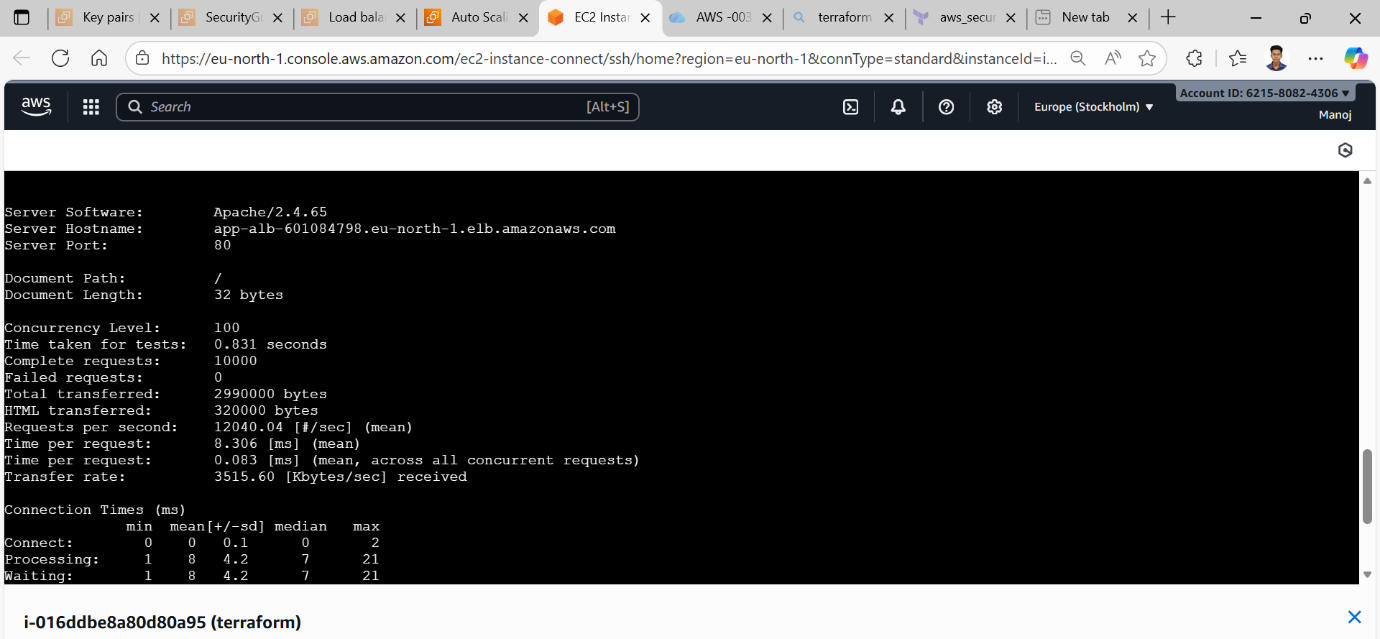 Key pairs
SecurityG
Load bala
Auto Scali
EC2 Instar
AWS -003
terraform
aws_secur
New tab
https://eu-north-1.console.aws.amazon.com/ec2-instance-connect/ssh/home?region=eu-north-1&connType=standard&instanceId=i...
aws
Search
[Alt+S]
Europe (Stockholm)
Account ID: 6215-8082-4306
Manoj
Server Software: Apache/2.4.65
Server Hostname: app-alb-601084798.eu-north-1.elb.amazonaws.com
Server Port: 80
Document Path: /
Document Length: 32 bytes
Concurrency Level: 100
Time taken for tests: 0.831 seconds
Complete requests: 10000
Failed requests: 0
Total transferred: 2990000 bytes
HTML transferred: 320000 bytes
Requests per second: 12040.04 [#/sec] (mean)
Time per request: 8.306 [ms] (mean)
Time per request: 0.083 [ms] (mean, across all concurrent requests)
Transfer rate: 3515.60 [Kbytes/sec] received
Connection Times (ms)
min mean[+/-sd] median max
Connect: 0 0 0.1 0 2
Processing: 1 8 4.2 7 21
Waiting: 1 8 4.2 7 21
i-016ddbe8a80d80a95 (terraform)